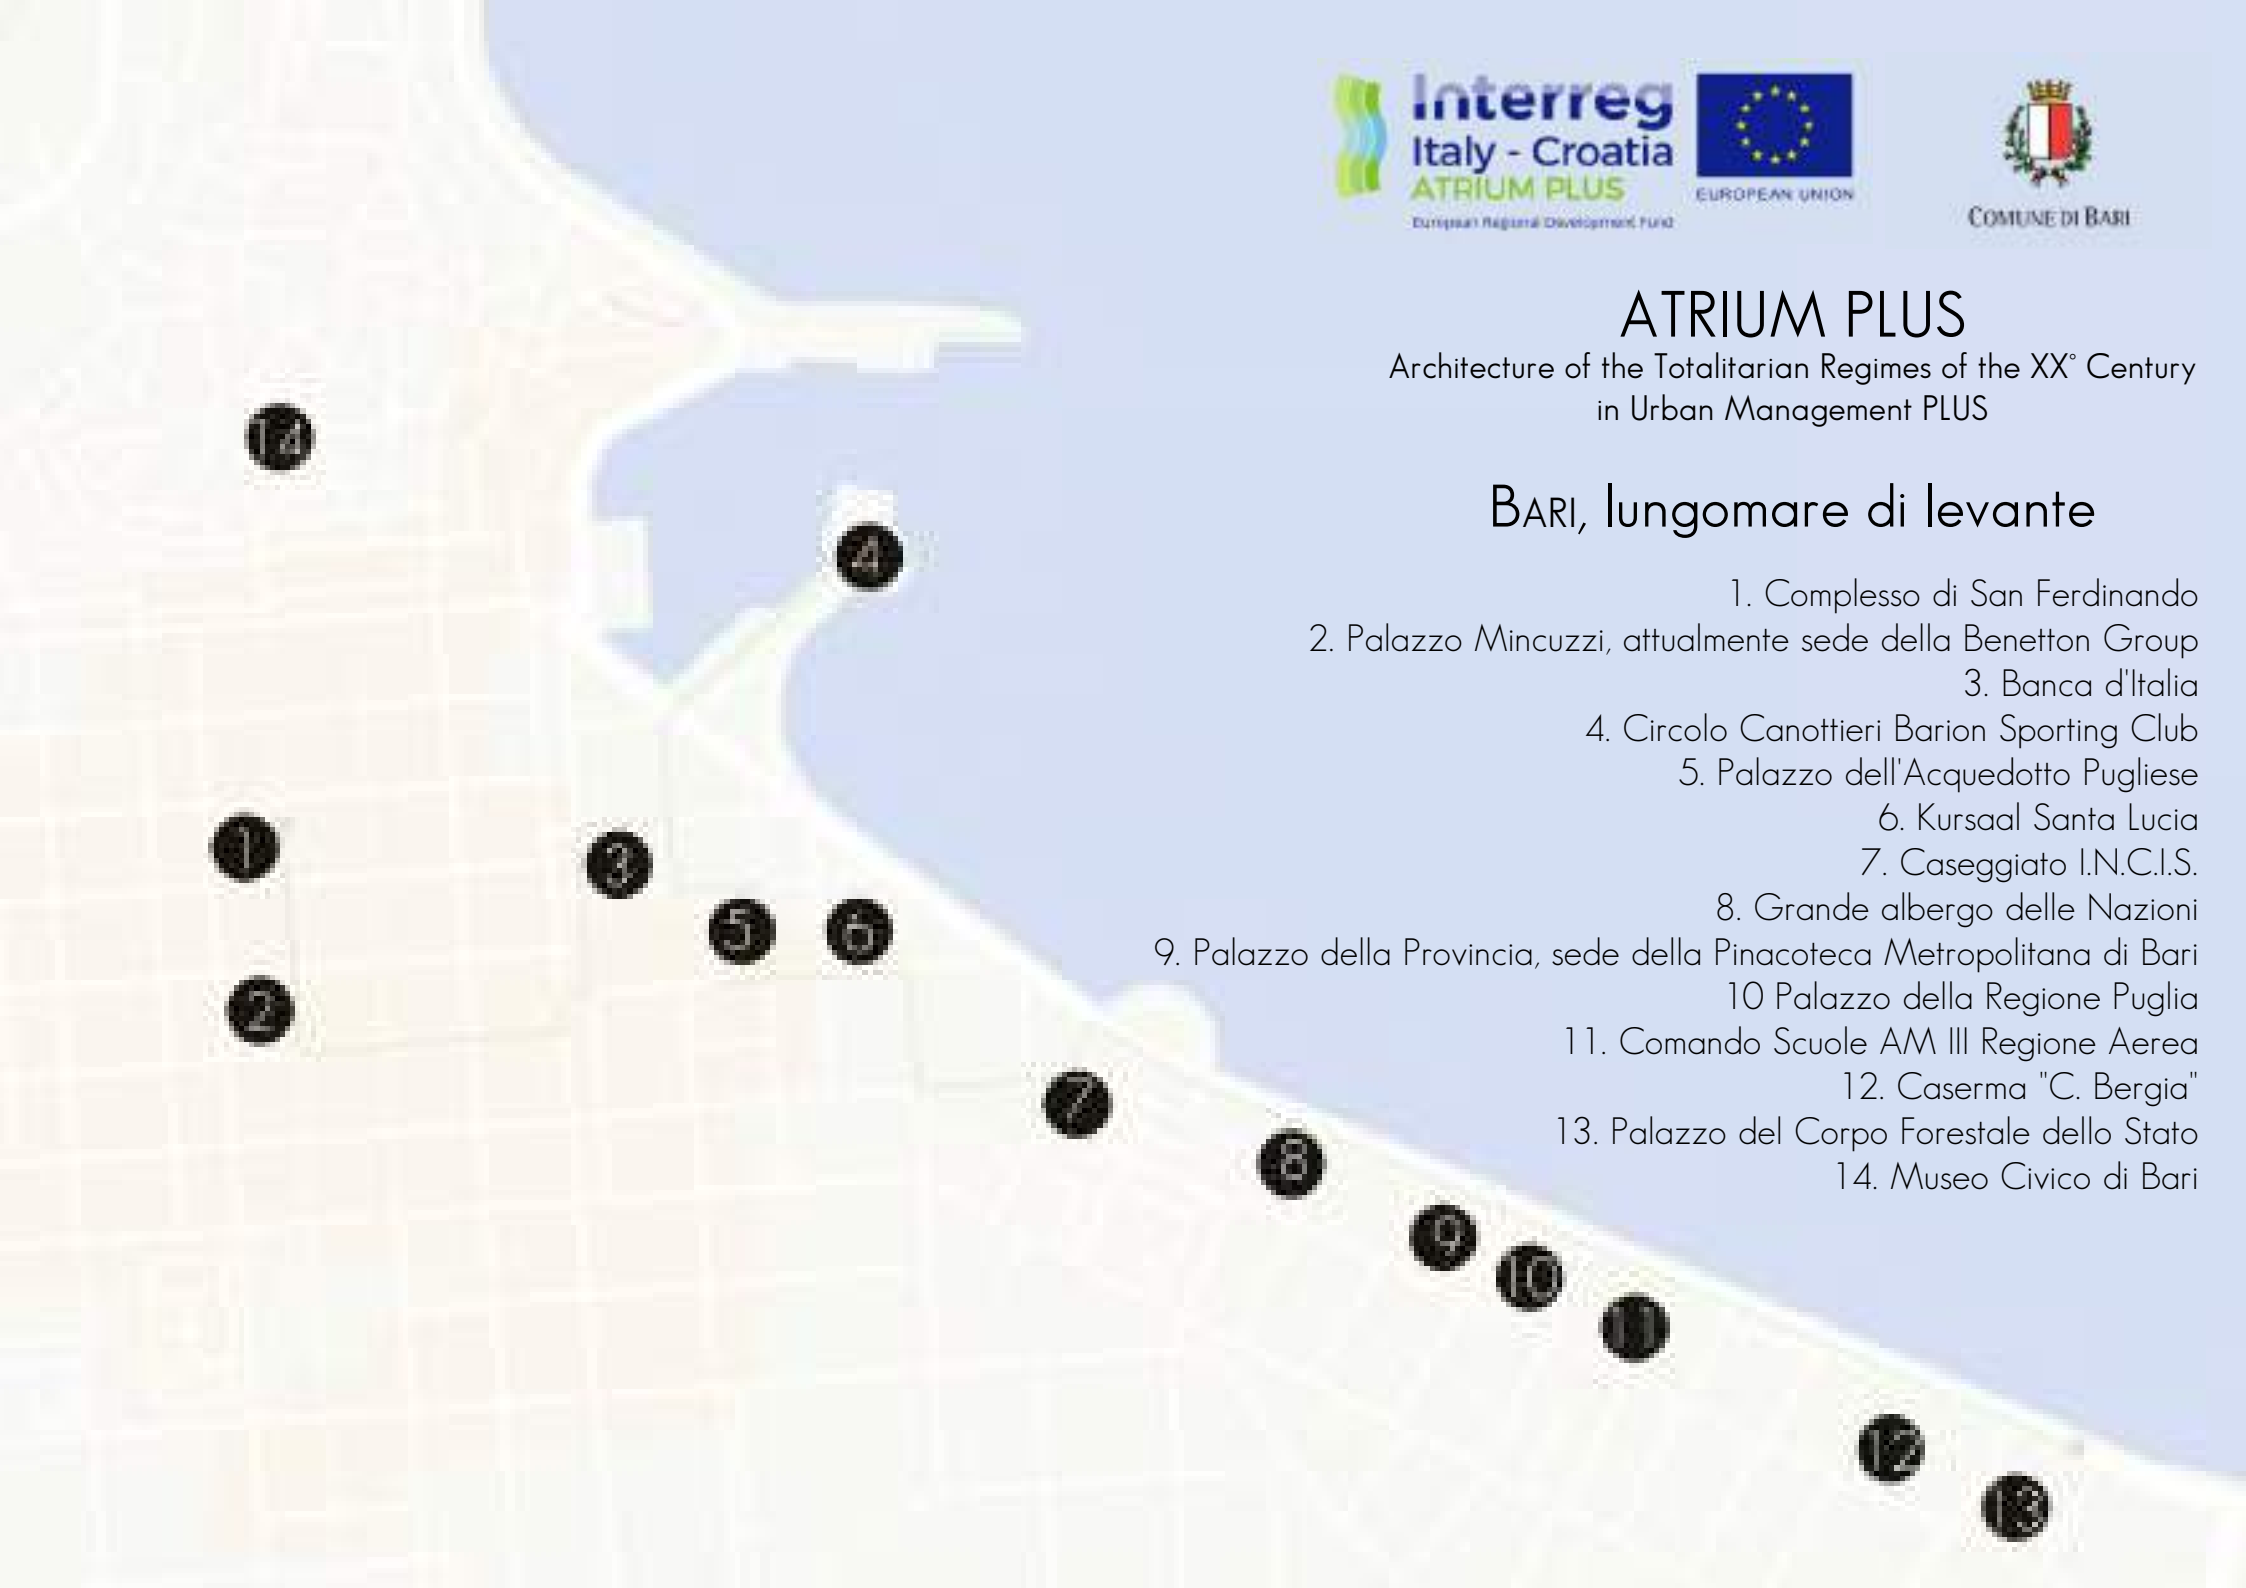 Interreg
Italy - Croatia
ATRIUM PLUS
European Regional Development Fund
EUROPEAN UNION
COMUNE DI BARI
ATRIUM PLUS
Architecture of the Totalitarian Regimes of the XX° Century
in Urban Management PLUS
BARI, lungomare di levante
1. Complesso di San Ferdinando
2. Palazzo Mincuzzi, attualmente sede della Benetton Group
3. Banca d'Italia
4. Circolo Canottieri Barion Sporting Club
5. Palazzo dell'Acquedotto Pugliese
6. Kursaal Santa Lucia
7. Caseggiato I.N.C.I.S.
8. Grande albergo delle Nazioni
9. Palazzo della Provincia, sede della Pinacoteca Metropolitana di Bari
10 Palazzo della Regione Puglia
11. Comando Scuole AM III Regione Aerea
12. Caserma "C. Bergia"
13. Palazzo del Corpo Forestale dello Stato
14. Museo Civico di Bari
14
4
1
3
5
6
2
7
8
9
10
11
12
13